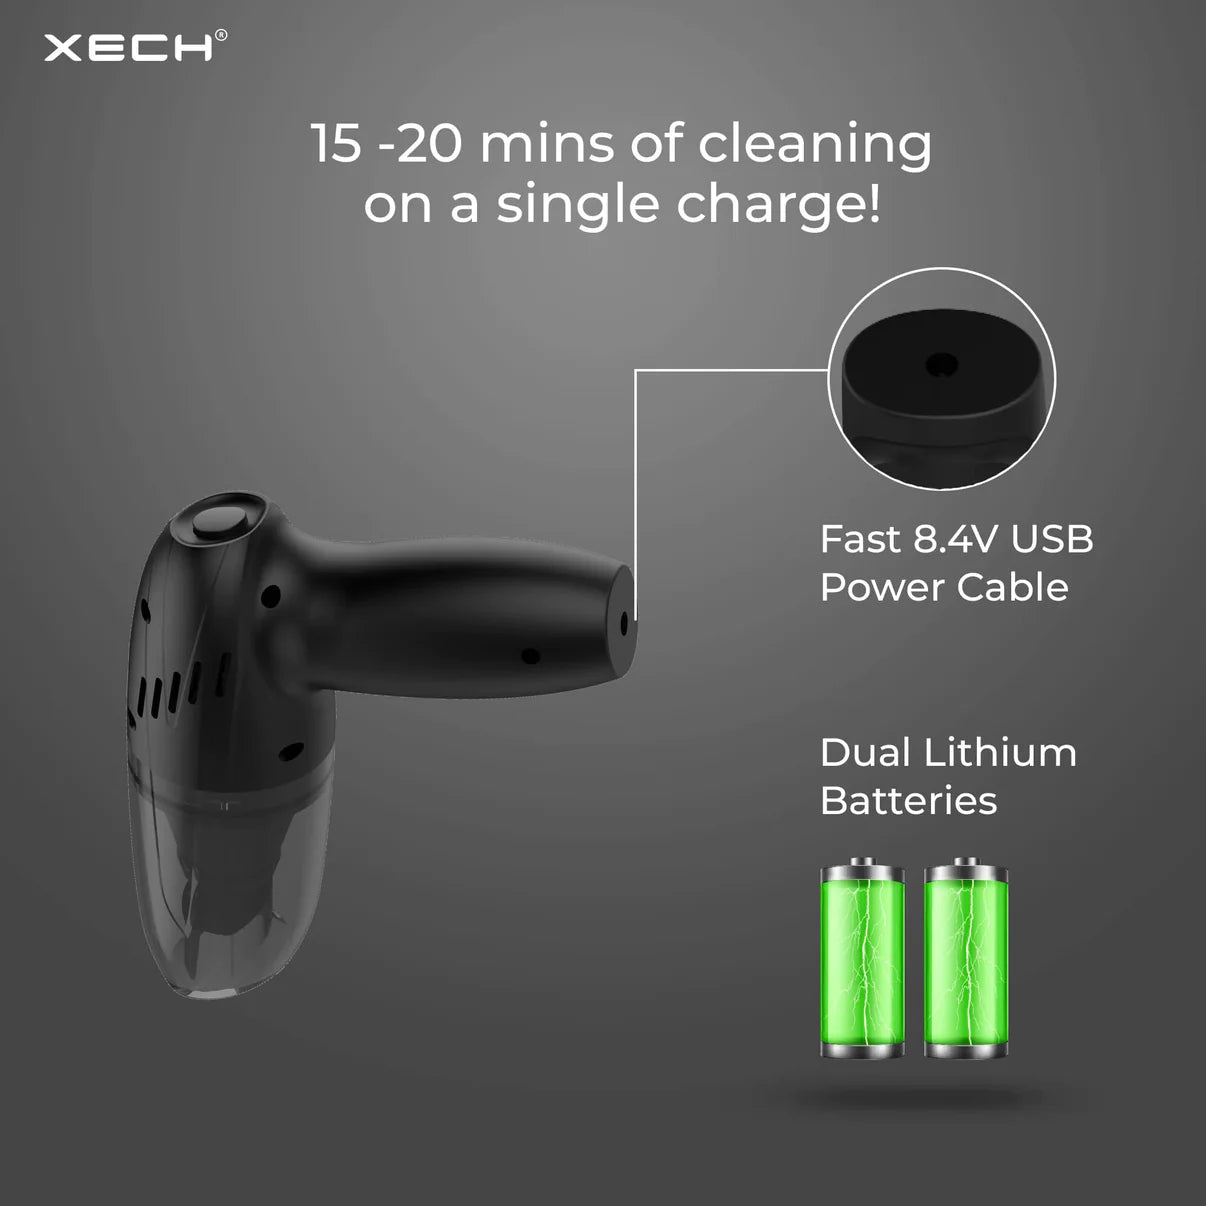 XECH®
15 -20 mins of cleaning
on a single charge!
Fast 8.4V USB
Power Cable
Dual Lithium
Batteries